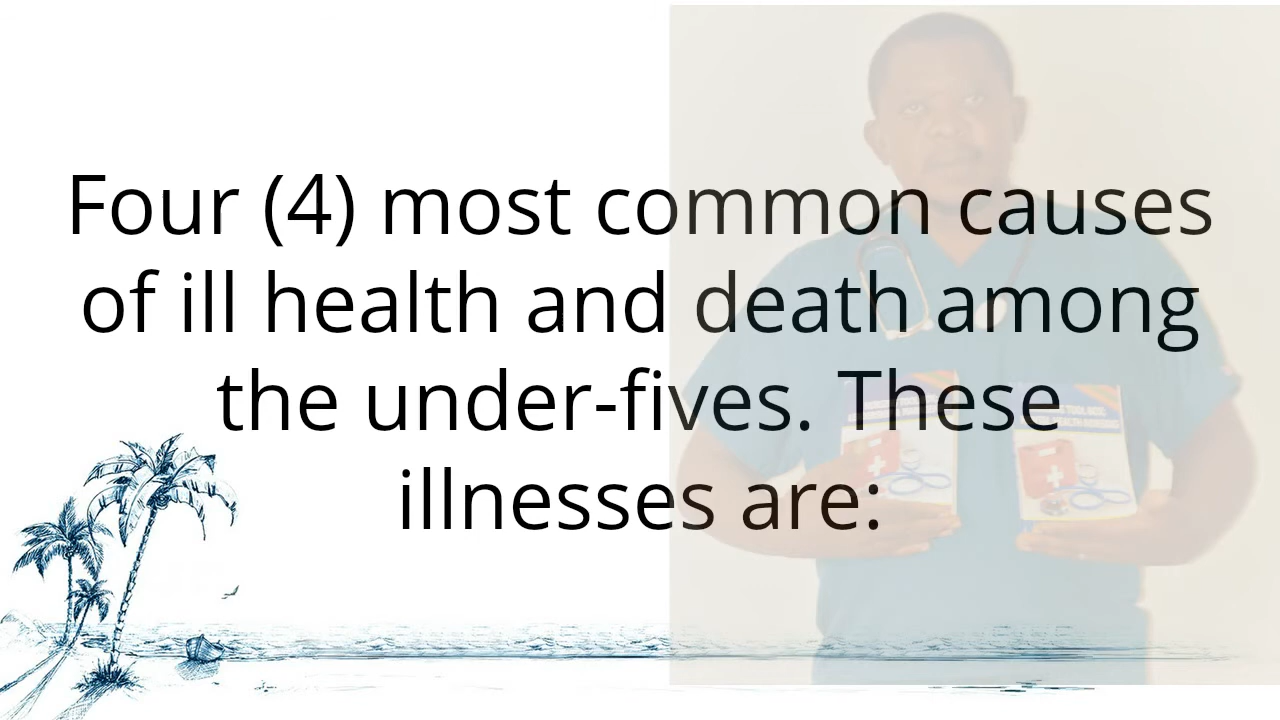 Four (4) most common causes
of ill health and death among
the under-fives. These
illnesses are: